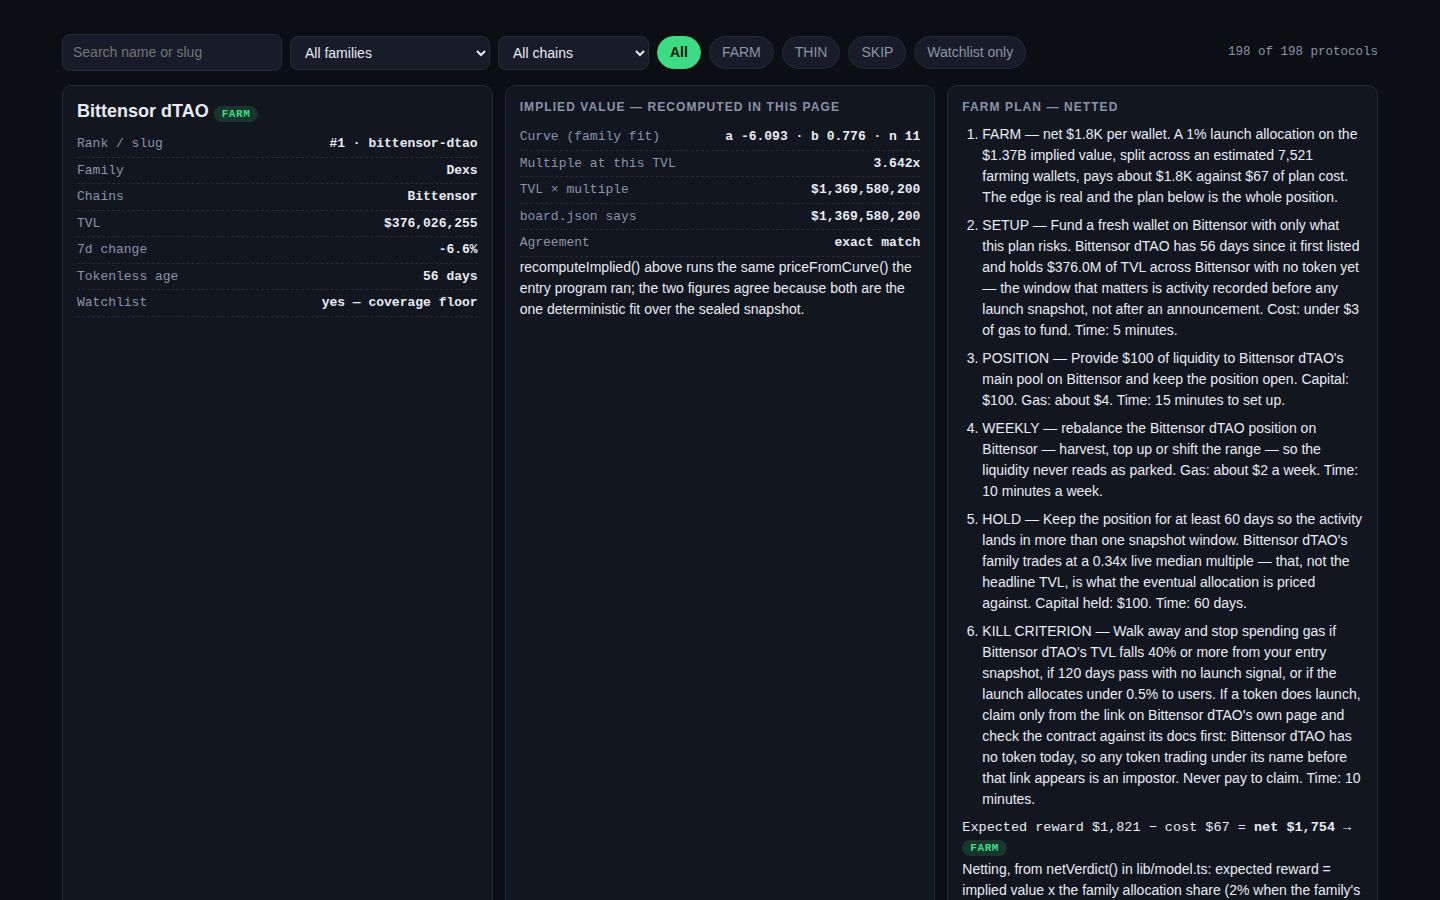 Search name or slug
All families
All chains
All
FARM
THIN
SKIP
Watchlist only
198 of 198 protocols
Bittensor dTAO FARM
Rank / slug #1 · bittensor-dtao
Family Dexs
Chains Bittensor
TVL $376,026,255
7d change -6.6%
Tokenless age 56 days
Watchlist yes — coverage floor
IMPLIED VALUE — RECOMPUTED IN THIS PAGE
Curve (family fit) a -6.093 · b 0.776 · n 11
Multiple at this TVL 3.642x
TVL × multiple $1,369,580,200
board.json says $1,369,580,200
Agreement exact match
recomputeImplied() above runs the same priceFromCurve() the
entry program ran; the two figures agree because both are the
one deterministic fit over the sealed snapshot.
FARM PLAN — NETTED
1. FARM — net $1.8K per wallet. A 1% launch allocation on the
$1.37B implied value, split across an estimated 7,521
farming wallets, pays about $1.8K against $67 of plan cost.
The edge is real and the plan below is the whole position.
2. SETUP — Fund a fresh wallet on Bittensor with only what
this plan risks. Bittensor dTAO has 56 days since it first listed
and holds $376.0M of TVL across Bittensor with no token yet
— the window that matters is activity recorded before any
launch snapshot, not after an announcement. Cost: under $3
of gas to fund. Time: 5 minutes.
3. POSITION — Provide $100 of liquidity to Bittensor dTAO's
main pool on Bittensor and keep the position open. Capital:
$100. Gas: about $4. Time: 15 minutes to set up.
4. WEEKLY — rebalance the Bittensor dTAO position on
Bittensor — harvest, top up or shift the range — so the
liquidity never reads as parked. Gas: about $2 a week. Time:
10 minutes a week.
5. HOLD — Keep the position for at least 60 days so the activity
lands in more than one snapshot window. Bittensor dTAO's
family trades at a 0.34x live median multiple — that, not the
headline TVL, is what the eventual allocation is priced
against. Capital held: $100. Time: 60 days.
6. KILL CRITERION — Walk away and stop spending gas if
Bittensor dTAO's TVL falls 40% or more from your entry
snapshot, if 120 days pass with no launch signal, or if the
launch allocates under 0.5% to users. If a token does launch,
claim only from the link on Bittensor dTAO's own page and
check the contract against its docs first: Bittensor dTAO has
no token today, so any token trading under its name before
that link appears is an impostor. Never pay to claim. Time: 10
minutes.
Expected reward $1,821 − cost $67 = net $1,754 →
FARM
Netting, from netVerdict() in lib/model.ts: expected reward =
implied value x the family allocation share (2% when the family's